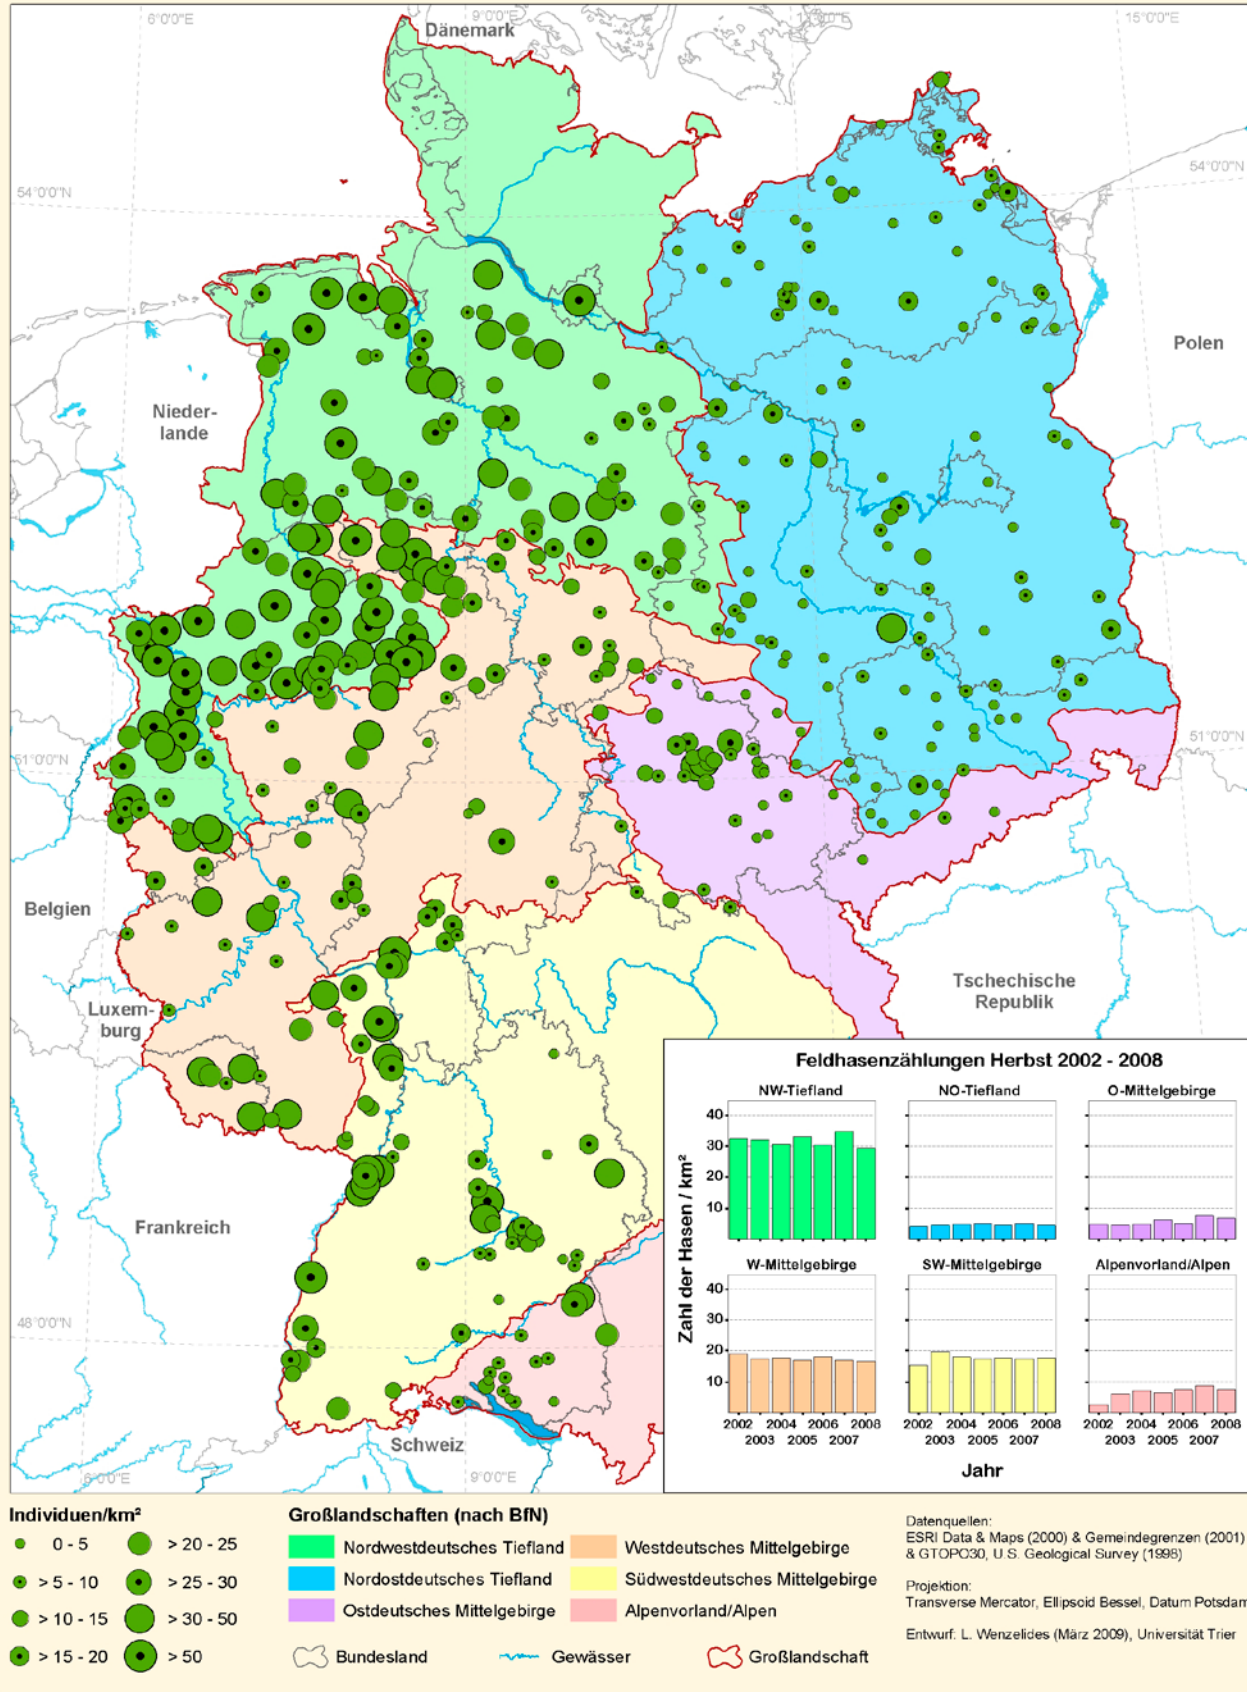 6°0'0"E
9°0'0"E
15°0'0"E
Dänemark
54°0'0"N
54°0'0"N
Polen
Nieder-
lande
51°0'0"N
51°0'0"N
Belgien
Luxem-
burg
Tschechische
Republik
Frankreich
48°0'0"N
Schweiz
6°0'0"E
9°0'0"E
Feldhasenzählungen Herbst 2002 - 2008
NW-Tiefland
NO-Tiefland
O-Mittelgebirge
40
30
20
10
W-Mittelgebirge
SW-Mittelgebirge
Alpenvorland/Alpen
40
30
20
10
Zahl der Hasen / km²
2002 2004 2006 2008 2002 2004 2006 2008 2002 2004 2006 2008
2003 2005 2007 2003 2005 2007 2003 2005 2007
Jahr
Individuen/km²
0 - 5
> 5 - 10
> 10 - 15
> 15 - 20
> 20 - 25
> 25 - 30
> 30 - 50
> 50
Großlandschaften (nach BfN)
Nordwestdeutsches Tiefland
Nordostdeutsches Tiefland
Ostdeutsches Mittelgebirge
Westdeutsches Mittelgebirge
Südwestdeutsches Mittelgebirge
Alpenvorland/Alpen
Bundesland
Gewässer
Großlandschaft
Datenquellen:
ESRI Data & Maps (2000) & Gemeindegrenzen (2001)
& GTOPO30, U.S. Geological Survey (1998)
Projektion:
Transverse Mercator, Ellipsoid Bessel, Datum Potsdam
Entwurf: L. Wenzelides (März 2009), Universität Trier